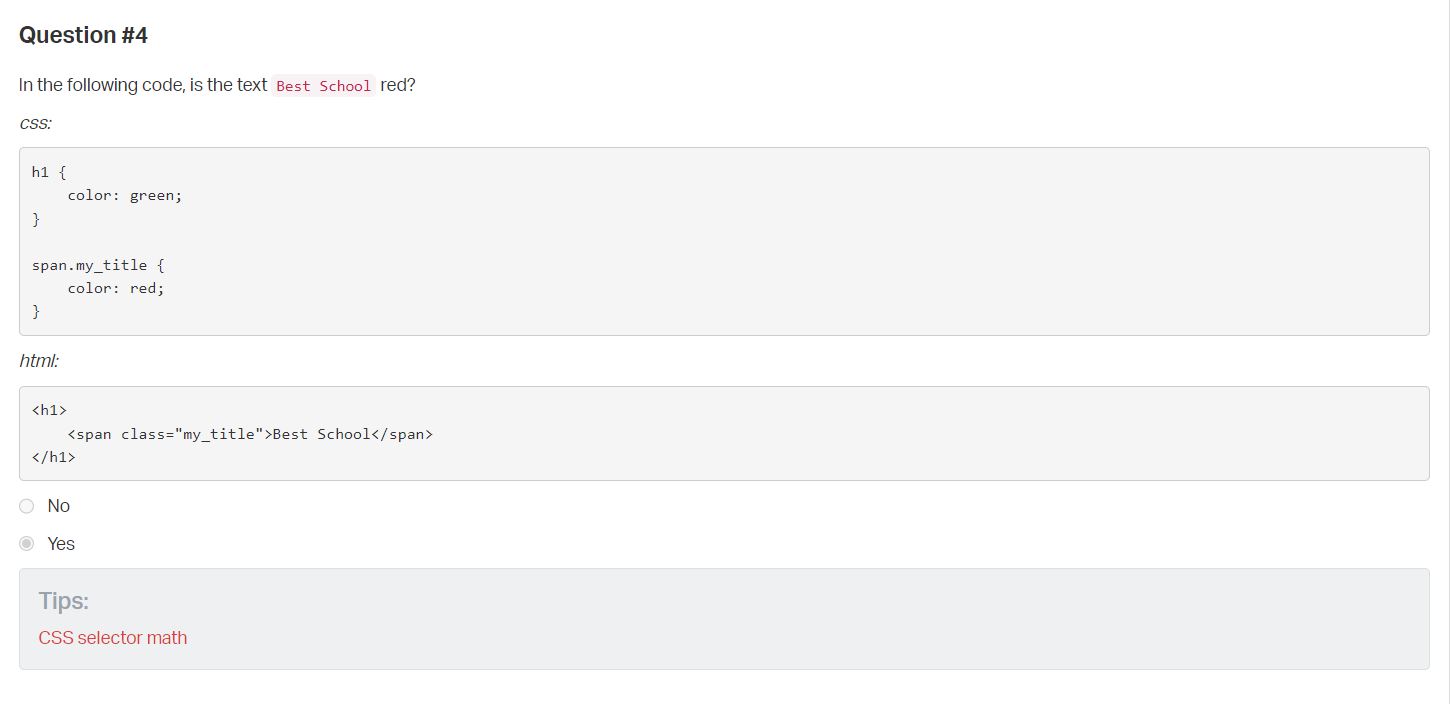 Question #4
In the following code, is the text Best School red?
css:
h1 {
    color: green;
}

span.my_title {
    color: red;
}
html:
<h1>
    <span class="my_title">Best School</span>
</h1>
No
Yes
Tips:
CSS selector math